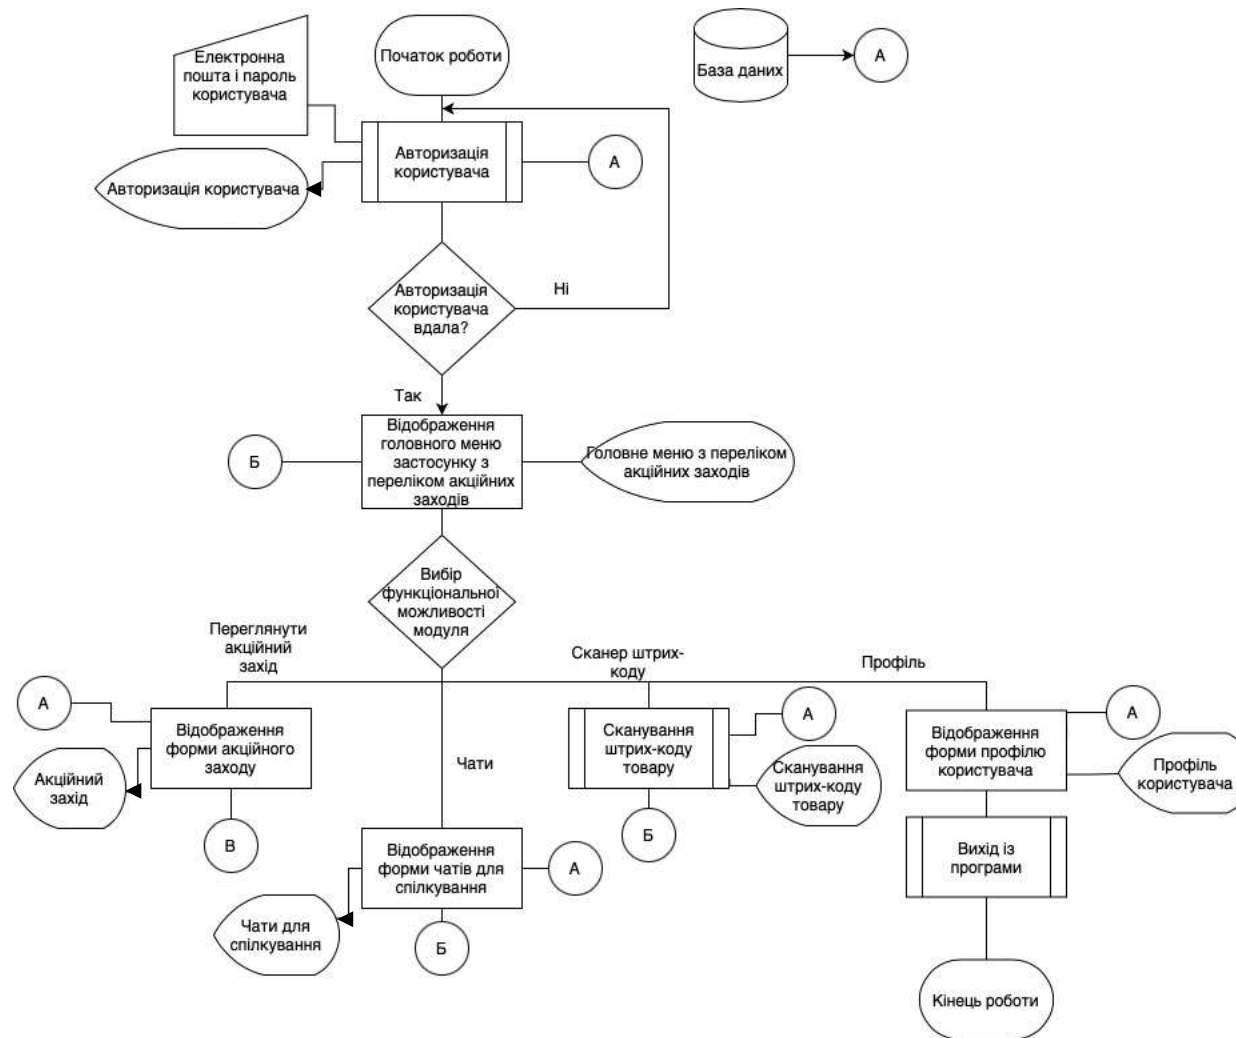 Електронна
пошта і пароль
користувача
Початок роботи
База даних
А
Авторизація
користувача
А
Авторизація користувача
Авторизація
користувача
вдала?
Ні
Так
Відображення
головного меню
застосунку з
переліком акційних
заходів
Б
Головне меню з переліком
акційних заходів
Вибір
функціональної
можливості
модуля
Переглянути
акційний
захід
Сканер штрих-
коду
Профіль
А
Відображення
форми акційного
заходу
Акційний
захід
В
Чати
Сканування
штрих-коду
товару
А
Сканування
штрих-коду
товару
Б
Відображення
форми профілю
користувача
А
Профіль
користувача
Відображення
форми чатів для
спілкування
А
Чати для
спілкування
Б
Вихід із
програми
Кінець роботи